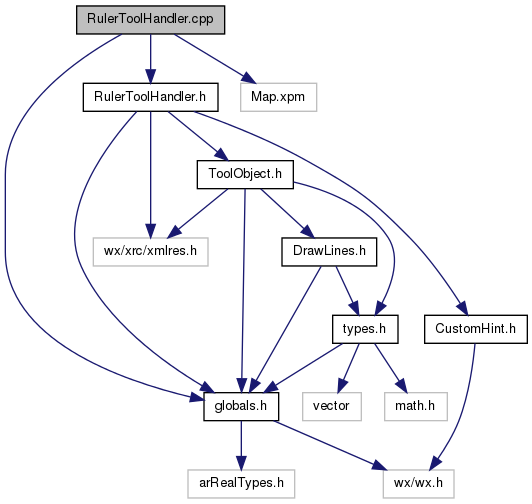 RulerToolHandler.cpp
RulerToolHandler.h
Map.xpm
ToolObject.h
wx/xrc/xmlres.h
DrawLines.h
types.h
CustomHint.h
globals.h
vector
math.h
arRealTypes.h
wx/wx.h